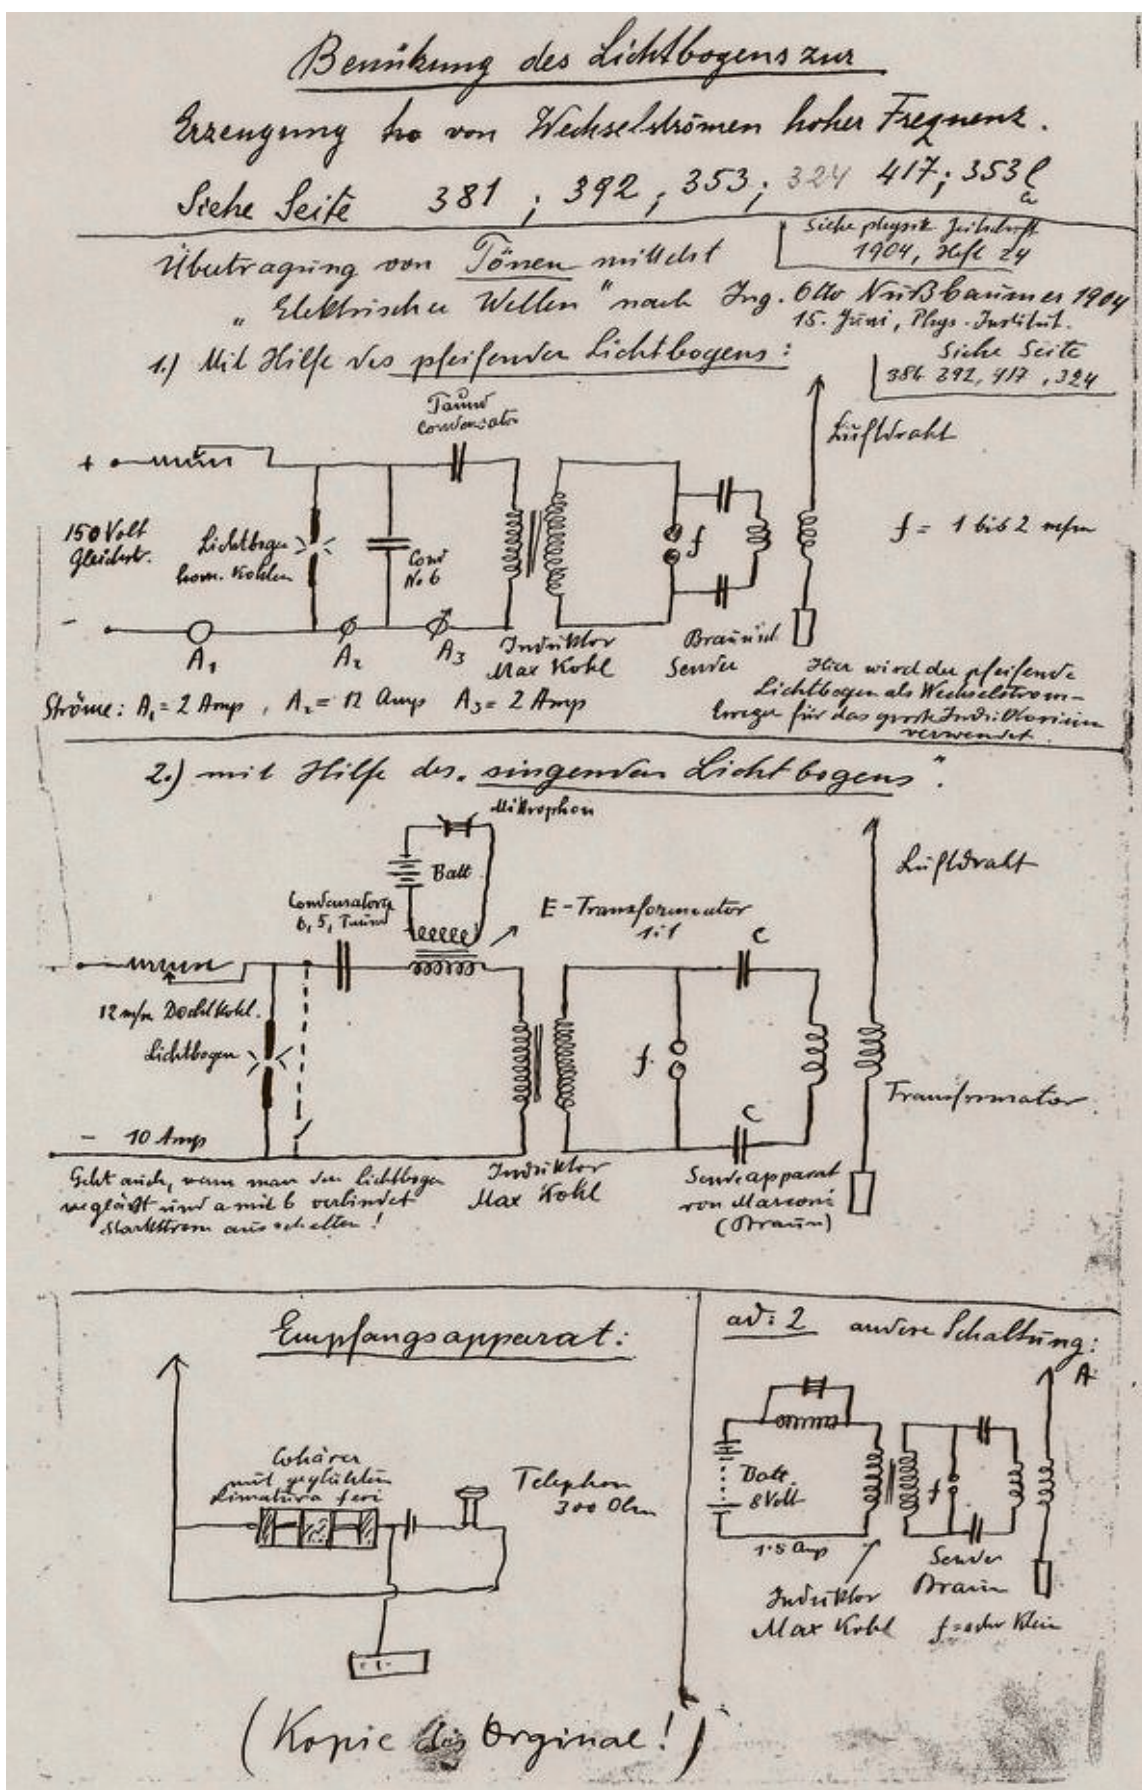 Benützung des Lichtbogens zur
Erzeugung von Wechselströmen hoher Frequenz.
Siehe Seite 381 ; 392 ; 353 ; 324 417 ; 353
Siehe physik. Zeitschrift
1904, Heft 24
Übertragung von Tönen mittelst
„Elektrischer Wellen" nach Ing. Otto Nußbaumer 1904
15. Juni, Phys. Institut.
1.) Mit Hilfe des pfeifenden Lichtbogens:
Siehe Seite
392, 417, 324
Condensator
Luftdraht
+
150 Volt
Gleichstr.
Lichtbogen
hom. Kohlen
Cond
No 6
f
f = 1 bis 2 m/m
-
A1
A2
A3
Induktor
Max Kohl
Braun'sch
Sender
Hier wird der pfeifende
Lichtbogen als Wechselstrom-
Erreger für das große Induktorium
verwendet.
Ströme: A1 = 2 Amp, A2 = 12 Amp A3 = 2 Amp
2.) mit Hilfe des „singenden Lichtbogens".
Mikrophon
Batt
Luftdraht
Condensatoren
6, 5,
E-Transformator
1:1
C
12 m/m Dochtkohl.
Lichtbogen
f.
Transformator.
C
- 10 Amp
Geht auch, wenn man den Lichtbogen
wegläßt und a mit b verbindet
Starkstrom ausschalten!
Induktor
Max Kohl
Sendeapparat
von Marconi
(Braun)
Empfangsapparat:
ad: 2 andere Schaltung:
A
Cohärer
mit geglühten
limatura feri
Telephon
300 Ohm
Batt.
8 Volt
f
1.5 Amp
Induktor
Max Kohl
Sender
Braun
f = sehr klein
(Kopie das Orginal!)